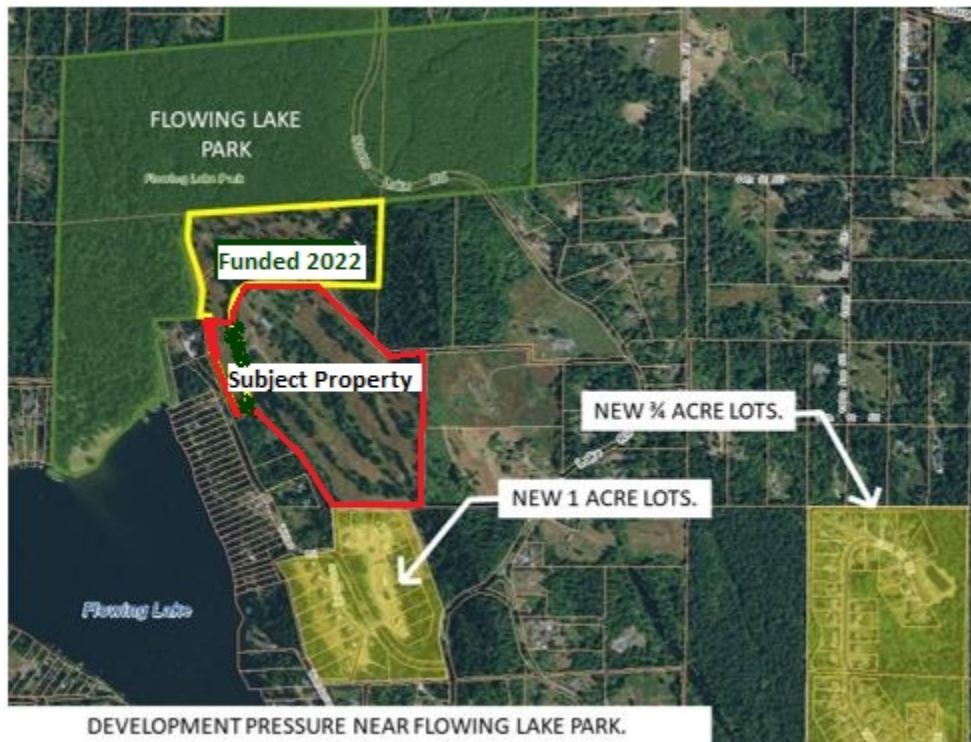 FLOWING LAKE
PARK
Flowing Lake Park
Funded 2022
Subject Property
NEW ¾ ACRE LOTS.
NEW 1 ACRE LOTS.
Flowing Lake
DEVELOPMENT PRESSURE NEAR FLOWING LAKE PARK.